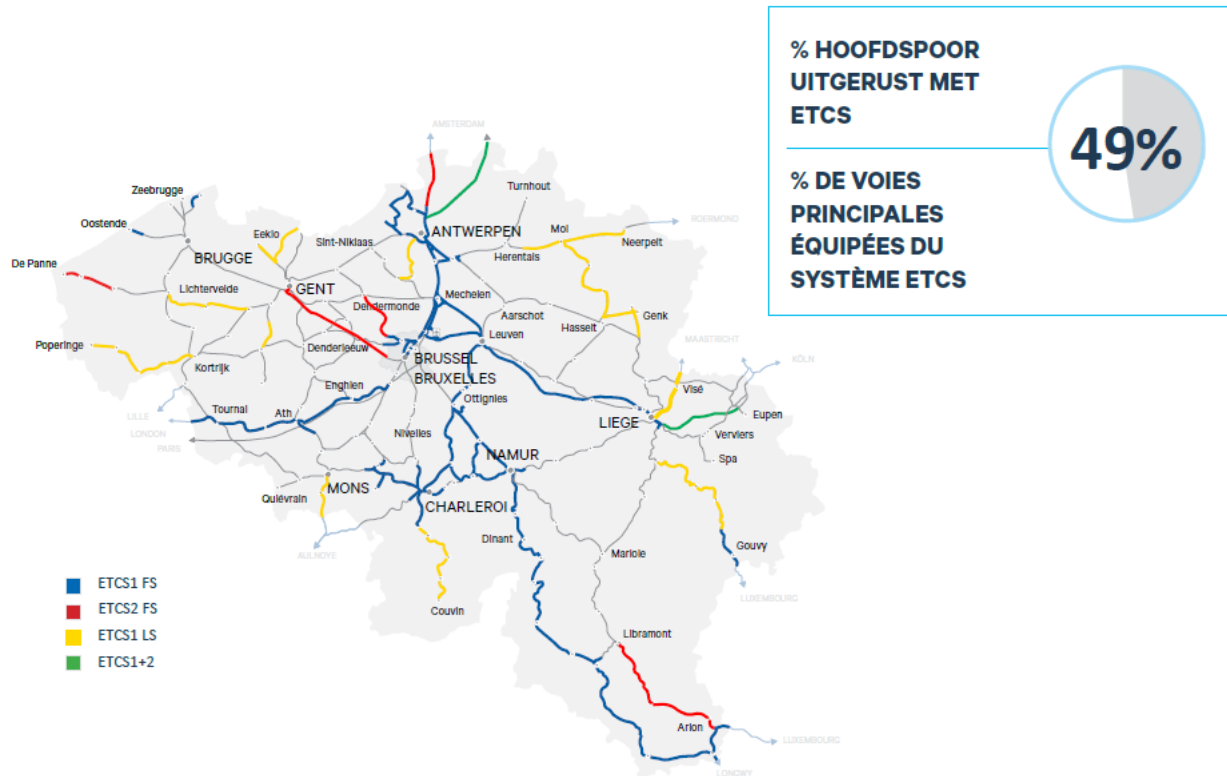 % HOOFDSPOOR
UITGERUST MET
ETCS
49%
% DE VOIES
PRINCIPALES
ÉQUIPÉES DU
SYSTÈME ETCS
AMSTERDAM
Zeebrugge
Turnhout
Oostende
Eeklo
Sint-Niklaas
ANTWERPEN
Mol
ROERMOND
Neerpelt
BRUGGE
Herentals
De Panne
Lichtervelde
GENT
Mechelen
Dendermonde
Aarschot
Genk
Hasselt
Leuven
Poperinge
Denderleeuw
MAASTRICHT
KÖLN
Kortrijk
BRUSSEL
BRUXELLES
Enghien
Visé
Ottignies
LILLE
Tournai
Ath
LIEGE
Eupen
LONDON
Nivelles
Verviers
PARIS
NAMUR
Spa
MONS
Quiévrain
CHARLEROI
Dinant
Gouvy
AULNOYE
Marloie
ETCS1 FS
LUXEMBOURG
ETCS2 FS
Couvin
ETCS1 LS
Libramont
ETCS1+2
Arlon
LUXEMBOURG
LONGWY